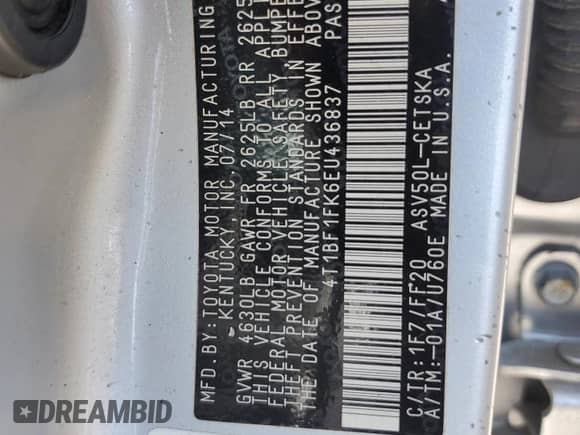 MFD. BY: TOYOTA MOTOR MANUFACTURING
KENTUCKY, INC. 07/14
GVWR 4630LB GAWR FR 2625LB RR 2625
THIS VEHICLE CONFORMS TO ALL APPLI
FEDERAL MOTOR VEHICLE SAFETY, BUMPE
THEFT PREVENTION STANDARDS IN EFFE
THE DATE OF MANUFACTURE SHOWN ABOV
4T1BF1FK6EU436837 PAS
C/TR: 1F7/FF20 ASV50L-CETSKA
A/TM: -01A/U760E MADE IN U.S.A.
DREAMBID